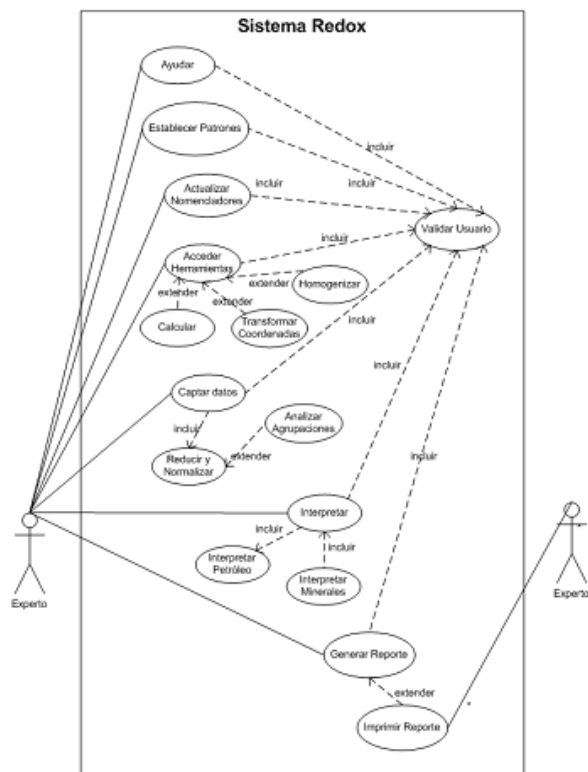 Sistema Redox
Ayudar
incluir
Establecer Patrones
incluir
incluir
Actualizar
Nomencladores
Validar Usuario
incluir
Acceder
Herramientas
extender
extender
Homogenizar
extender
Calcular
Transformar
Coordenadas
incluir
Captar datos
incluir
Analizar
Agrupaciones
incluir
extender
Reducir y
Normalizar
incluir
Interpretar
incluir
incluir
Interpretar
Petróleo
Interpretar
Minerales
Experto
Experto
Generar Reporte
extender
Imprimir Reporte